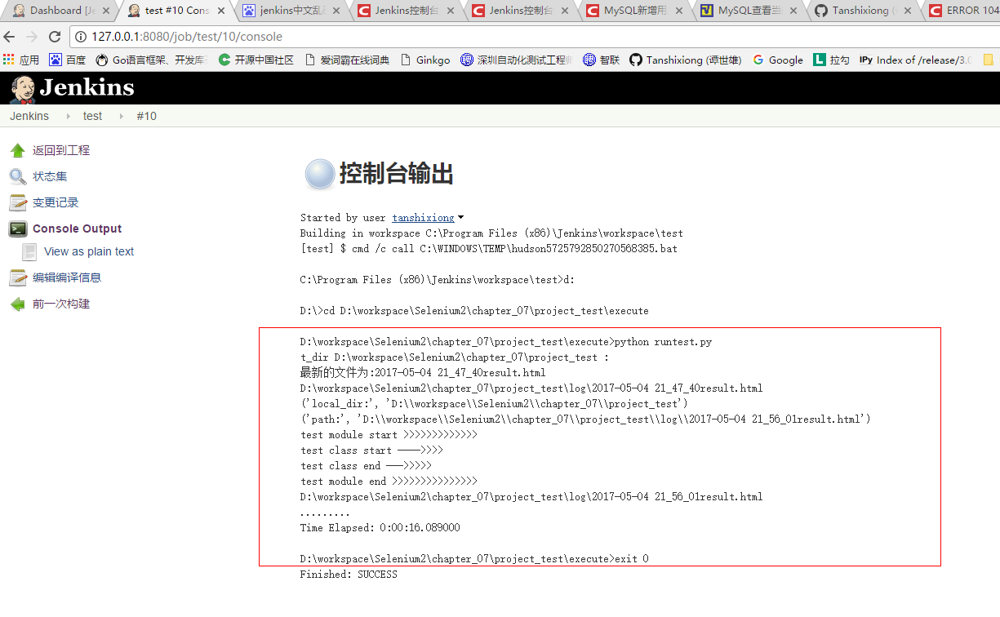 Dashboard [Je
test #10 Cons
jenkins中文乱
Jenkins控制台
Jenkins控制台
MySQL新增用
MySQL查看当
Tanshixiong (
ERROR 104
127.0.0.1:8080/job/test/10/console
应用
百度
Go语言框架、开发库
开源中国社区
爱词霸在线词典
Ginkgo
深圳自动化测试工程师
智联
Tanshixiong (谭世雄)
Google
拉勾
IPy Index of /release/3.0
Jenkins
Jenkins
test
#10
返回到工程
状态集
变更记录
Console Output
View as plain text
编辑编译信息
前一次构建
控制台输出
Started by user tanshixiong
Building in workspace C:\Program Files (x86)\Jenkins\workspace\test
[test] $ cmd /c call C:\WINDOWS\TEMP\hudson5725792850270568385.bat
C:\Program Files (x86)\Jenkins\workspace\test>d:
D:\>cd D:\workspace\Selenium2\chapter_07\project_test\execute
D:\workspace\Selenium2\chapter_07\project_test\execute>python runtest.py
t_dir D:\workspace\Selenium2\chapter_07\project_test :
最新的文件为:2017-05-04 21_47_40result.html
D:\workspace\Selenium2\chapter_07\project_test\log\2017-05-04 21_47_40result.html
('local_dir:', 'D:\\workspace\\Selenium2\\chapter_07\\project_test')
('path:', 'D:\\workspace\\Selenium2\\chapter_07\\project_test\\log\\2017-05-04 21_56_01result.html')
test module start >>>>>>>>>>>>>
test class start ---->>>>
test class end --->>>>>
test module end >>>>>>>>>>>>>>>
D:\workspace\Selenium2\chapter_07\project_test\log\2017-05-04 21_56_01result.html
.........
Time Elapsed: 0:00:16.089000
D:\workspace\Selenium2\chapter_07\project_test\execute>exit 0
Finished: SUCCESS